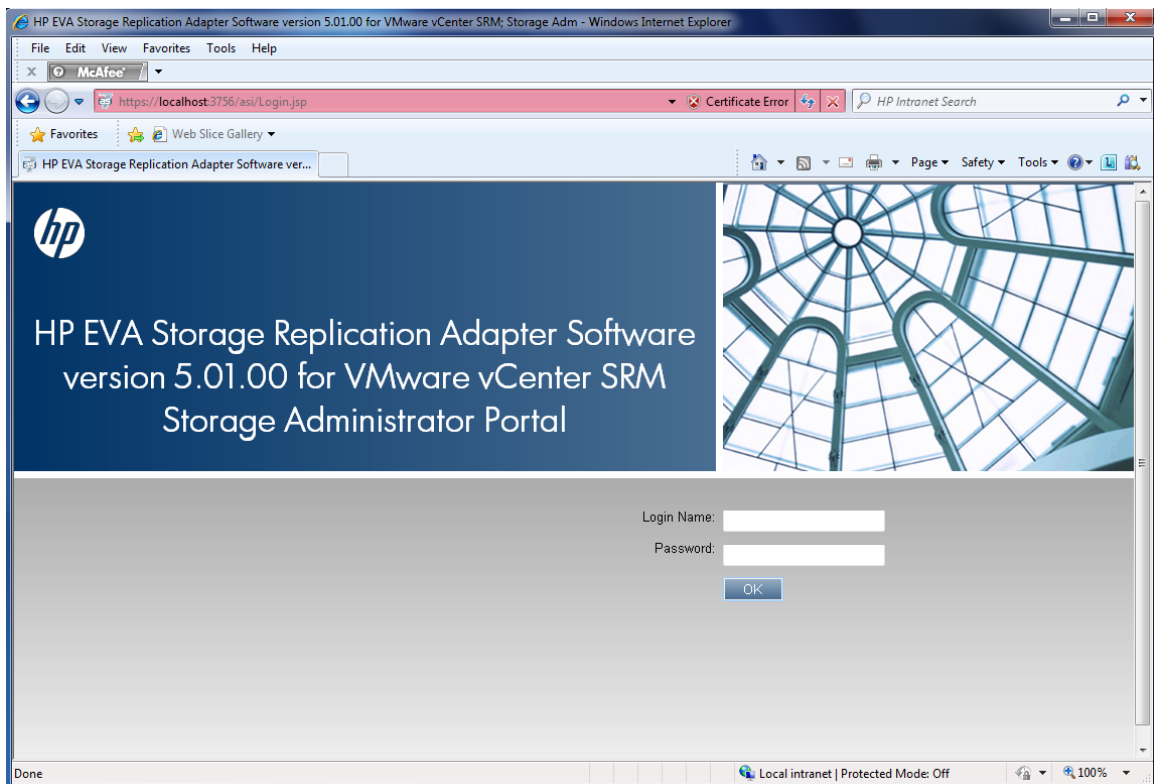 HP EVA Storage Replication Adapter Software version 5.01.00 for VMware vCenter SRM; Storage Adm - Windows Internet Explorer
File Edit View Favorites Tools Help
X McAfee
https://localhost:3756/asi/Login.jsp Certificate Error HP Intranet Search
Favorites Web Slice Gallery
HP EVA Storage Replication Adapter Software ver... Page Safety Tools
hp
HP EVA Storage Replication Adapter Software
version 5.01.00 for VMware vCenter SRM
Storage Administrator Portal
Login Name:
Password:
OK
Done Local intranet | Protected Mode: Off 100%